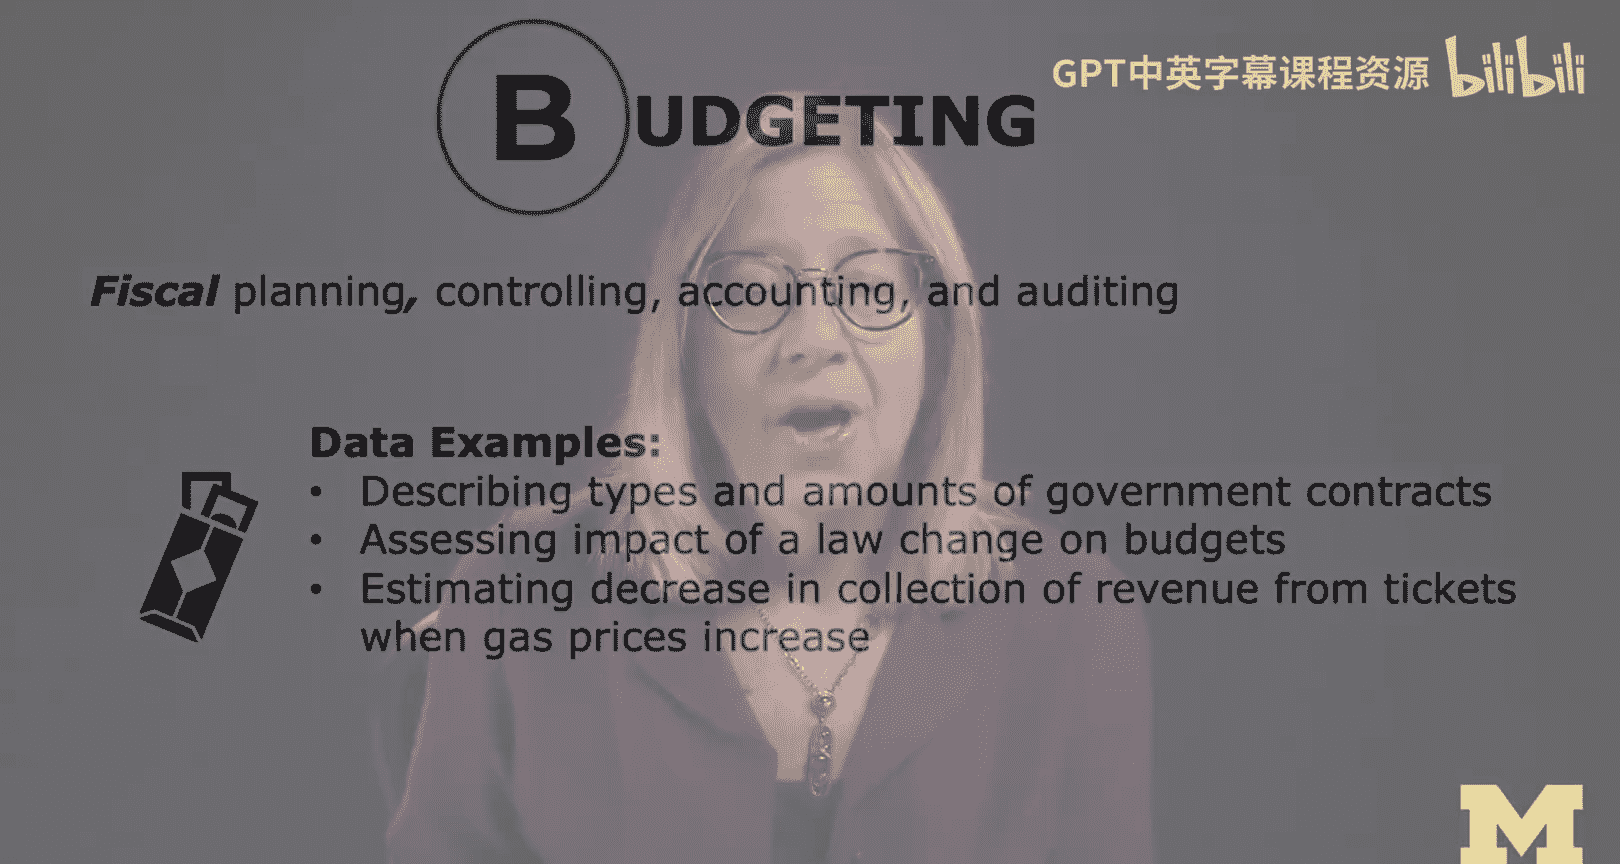 GPT中英字幕课程资源 bilibili
BUDGETING
Fiscal planning, controlling, accounting, and auditing
Data Examples:
• Describing types and amounts of government contracts
• Assessing impact of a law change on budgets
• Estimating decrease in collection of revenue from tickets
when gas prices increase
M